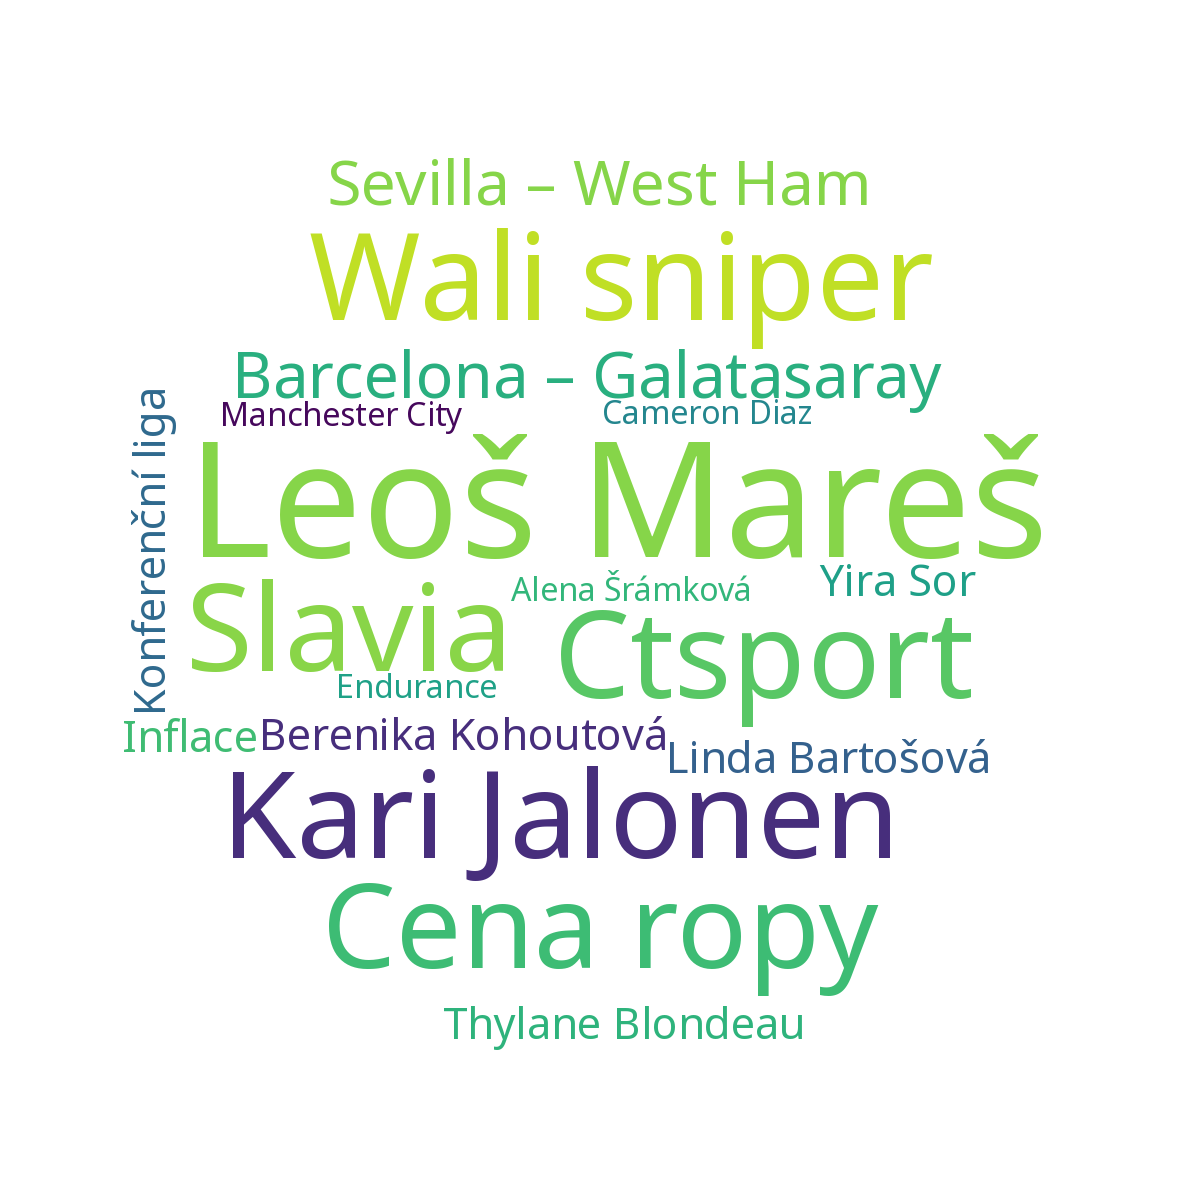 Sevilla – West Ham
Wali sniper
Barcelona – Galatasaray
Manchester City
Cameron Diaz
Konferenční liga
Leoš Mareš
Yira Sor
Alena Šrámková
Slavia
Ctsport
Endurance
Inflace
Berenika Kohoutová
Linda Bartošová
Kari Jalonen
Cena ropy
Thylane Blondeau